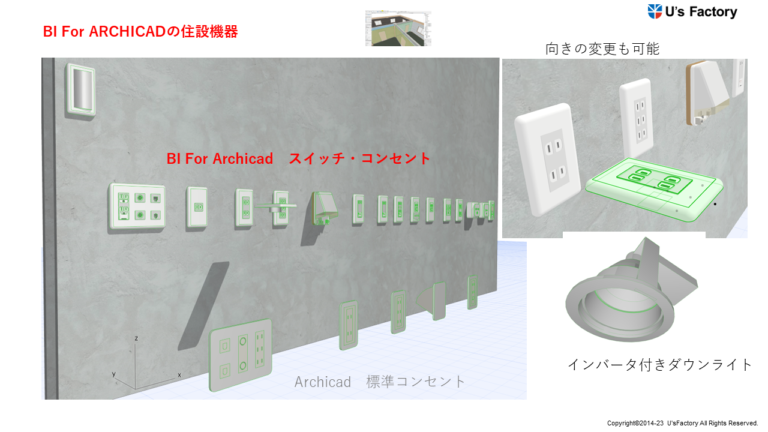 BI For ARCHICADの住設機器
U's Factory
向きの変更も可能
BI For Archicad　スイッチ・コンセント
z
y
x
Archicad　標準コンセント
インバータ付きダウンライト
Copyright©2014-23 U'sFactory All Rights Reserved.